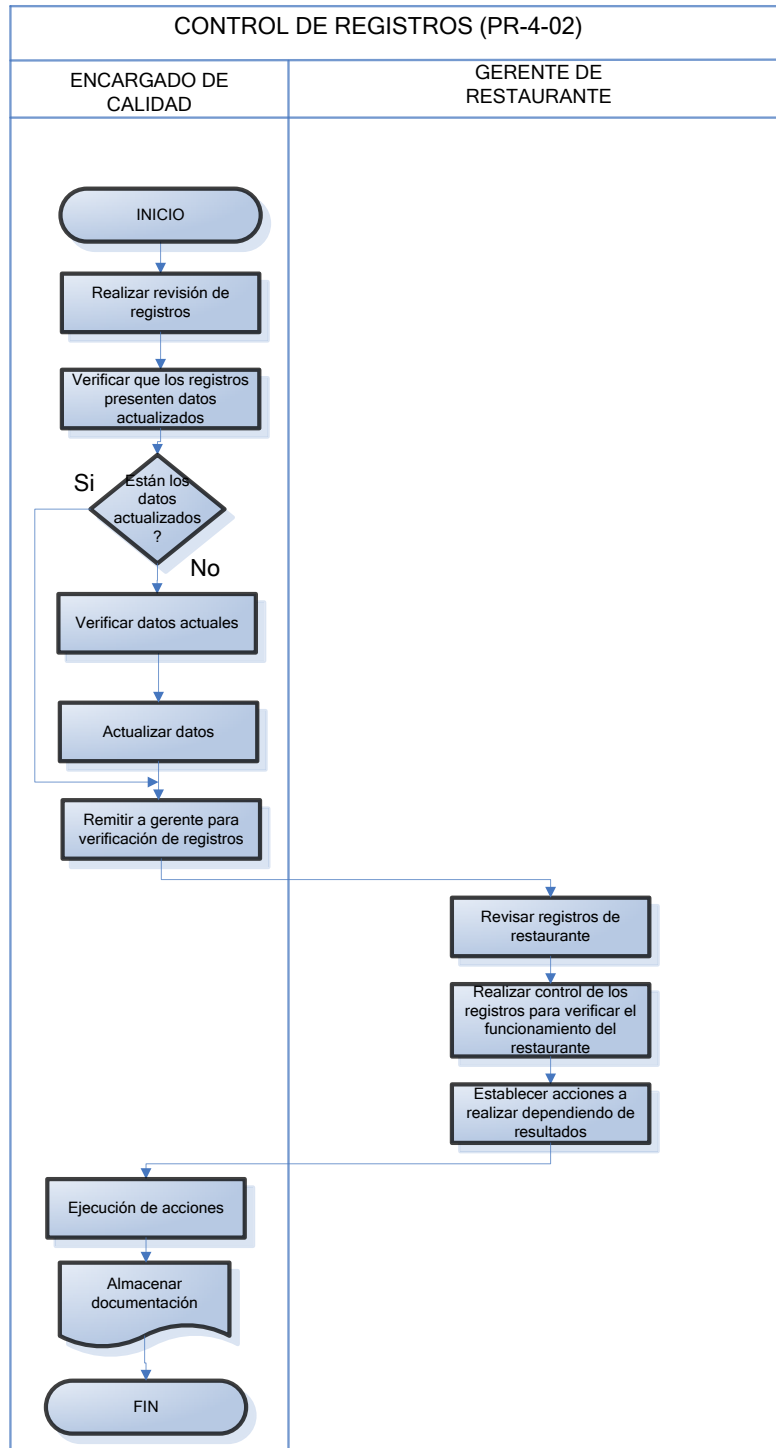 CONTROL DE REGISTROS (PR-4-02)
ENCARGADO DE
CALIDAD
GERENTE DE
RESTAURANTE
INICIO
Realizar revisión de
registros
Verificar que los registros
presenten datos
actualizados
Están los
datos
actualizados
?
Si
No
Verificar datos actuales
Actualizar datos
Remitir a gerente para
verificación de registros
Revisar registros de
restaurante
Realizar control de los
registros para verificar el
funcionamiento del
restaurante
Establecer acciones a
realizar dependiendo de
resultados
Ejecución de acciones
Almacenar
documentación
FIN